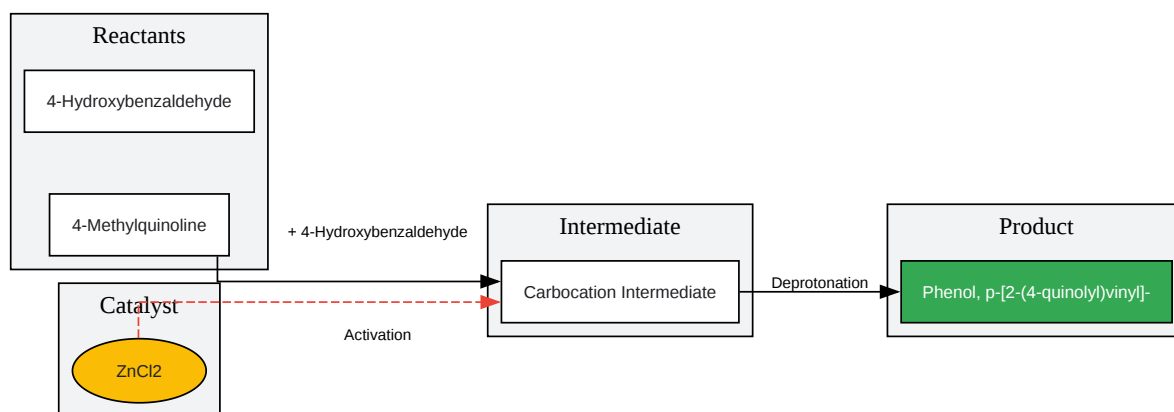 Reactants
4-Hydroxybenzaldehyde
4-Methylquinoline
+ 4-Hydroxybenzaldehyde
Catalyst
ZnCl2
Activation
Intermediate
Carbocation Intermediate
Deprotonation
Product
Phenol, p-[2-(4-quinolyl)vinyl]-